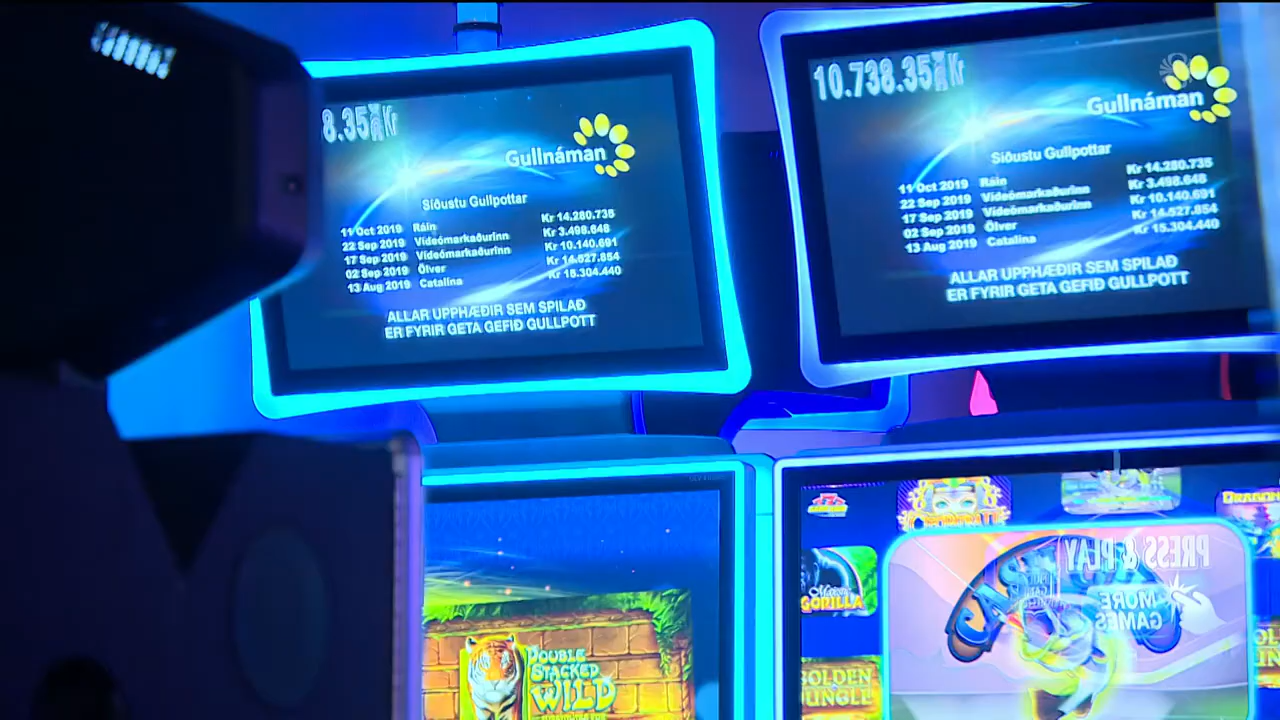 8.35
Kr
Gullnáman
Síðustu Gullpottar
11 Oct 2019 Ráin Kr 14.280.735
22 Sep 2019 Vídeómarkaðurinn Kr 3.498.648
17 Sep 2019 Vídeómarkaðurinn Kr 10.140.691
02 Sep 2019 Ölver Kr 14.527.854
13 Aug 2019 Catalina Kr 15.304.440
ALLAR UPPHÆÐIR SEM SPILAÐ
ER FYRIR GETA GEFIÐ GULLPOTT
10.738.35
Kr
Gullnáman
Síðustu Gullpottar
11 Oct 2019 Ráin Kr 14.280.735
22 Sep 2019 Vídeómarkaðurinn Kr 3.498.648
17 Sep 2019 Vídeómarkaðurinn Kr 10.140.691
02 Sep 2019 Ölver Kr 14.527.854
13 Aug 2019 Catalina Kr 15.304.440
ALLAR UPPHÆÐIR SEM SPILAÐ
ER FYRIR GETA GEFIÐ GULLPOTT
DOUBLE
STACKED
WILD
PRESS & PLAY
MORE
GAMES
GORILLA
GOLDEN
JUNGLE